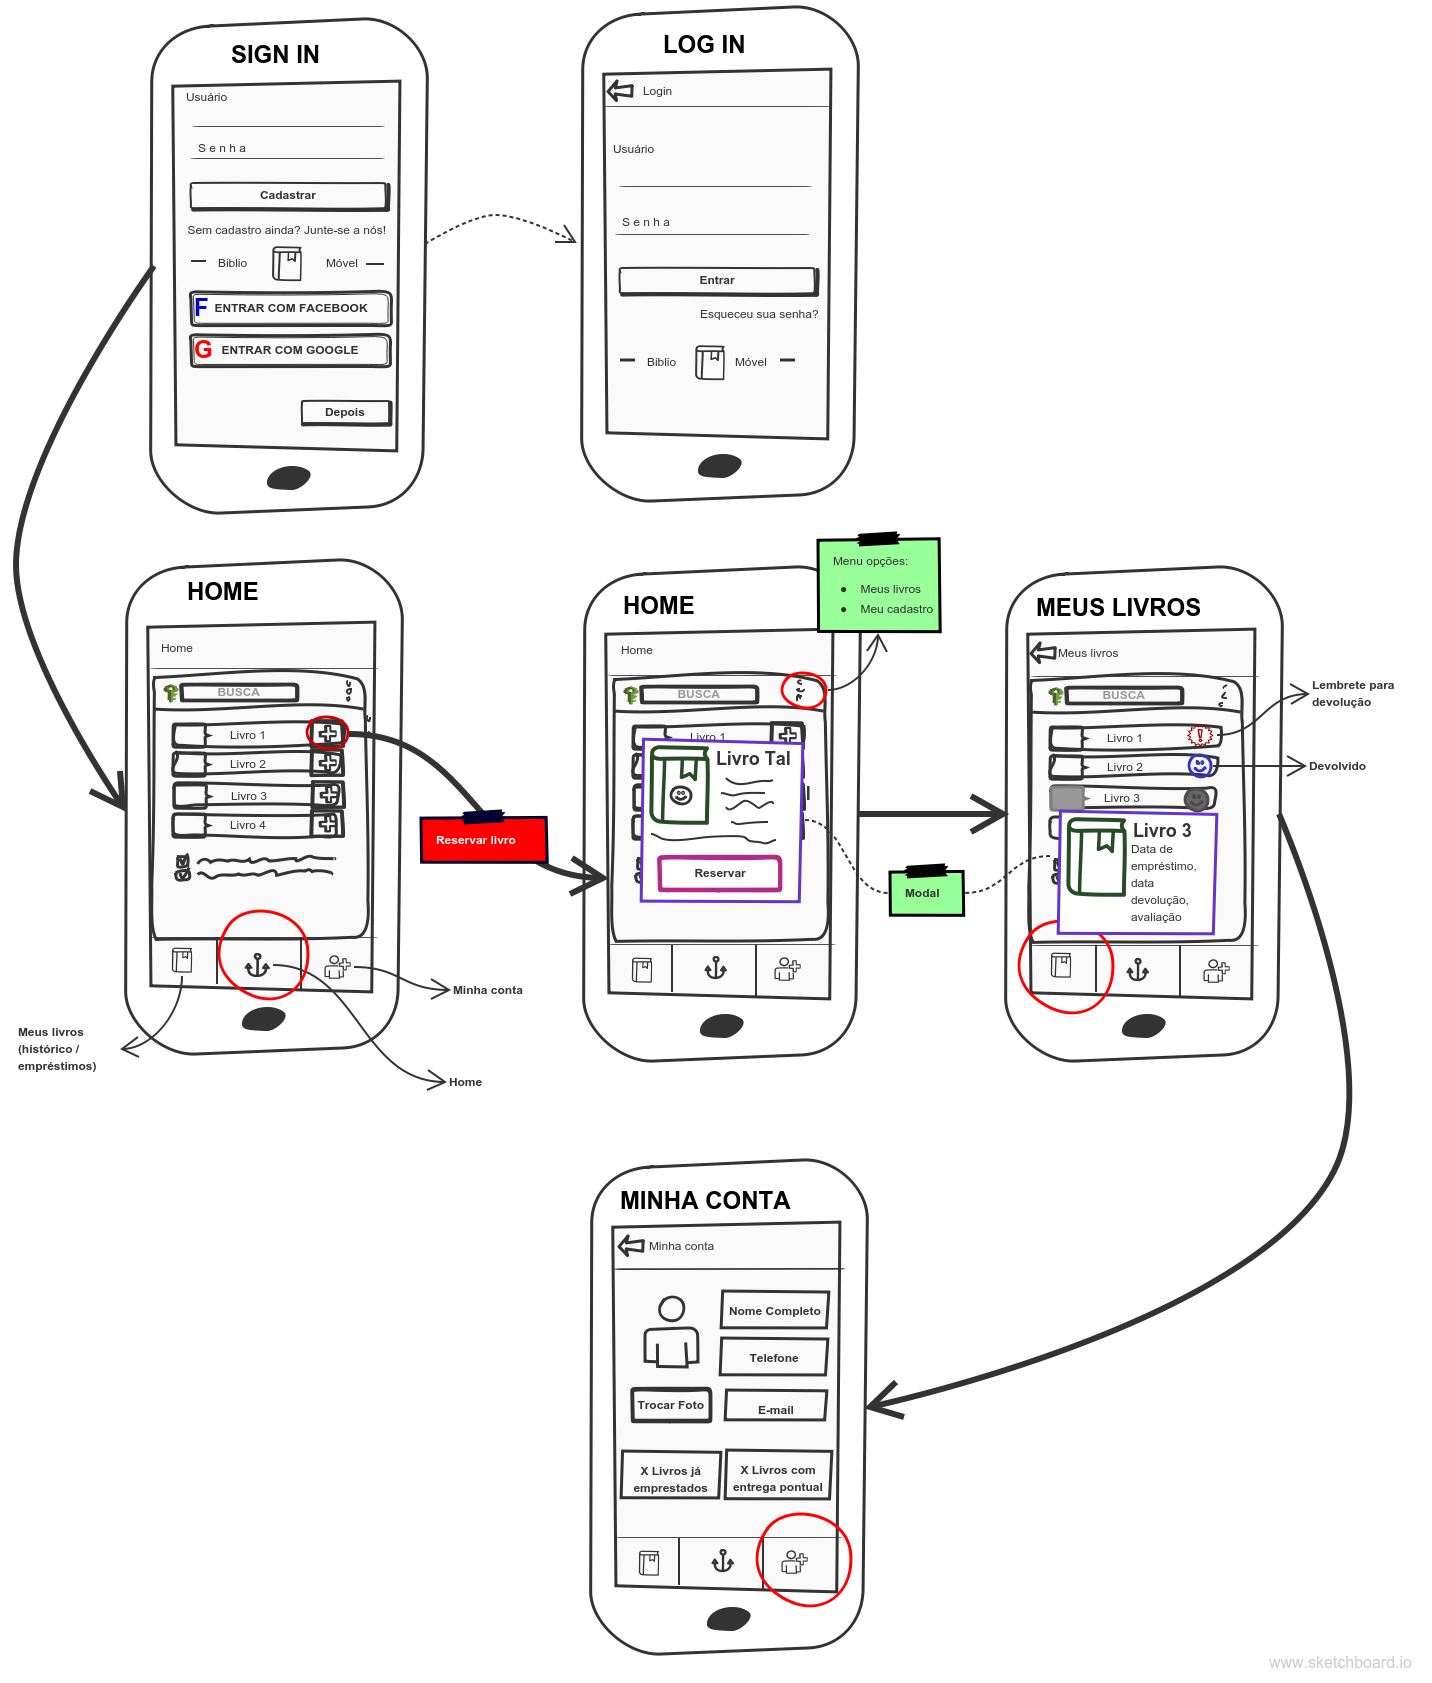 SIGN IN
Usuário
Senha
Cadastrar
Sem cadastro ainda? Junte-se a nós!
Biblio
Móvel
F ENTRAR COM FACEBOOK
G ENTRAR COM GOOGLE
Depois
LOG IN
Login
Usuário
Senha
Entrar
Esqueceu sua senha?
Biblio
Móvel
HOME
Home
BUSCA
Livro 1
Livro 2
Livro 3
Livro 4
Meus livros
(histórico /
empréstimos)
Minha conta
Home
Reservar livro
HOME
Home
BUSCA
Livro 1
Livro Tal
Reservar
Menu opções:
● Meus livros
● Meu cadastro
Modal
MEUS LIVROS
Meus livros
BUSCA
Livro 1
Livro 2
Livro 3
Livro 3
Data de
empréstimo,
data
devolução,
avaliação
Lembrete para
devolução
Devolvido
MINHA CONTA
Minha conta
Nome Completo
Telefone
Trocar Foto
E-mail
X Livros já
emprestados
X Livros com
entrega pontual
www.sketchboard.io